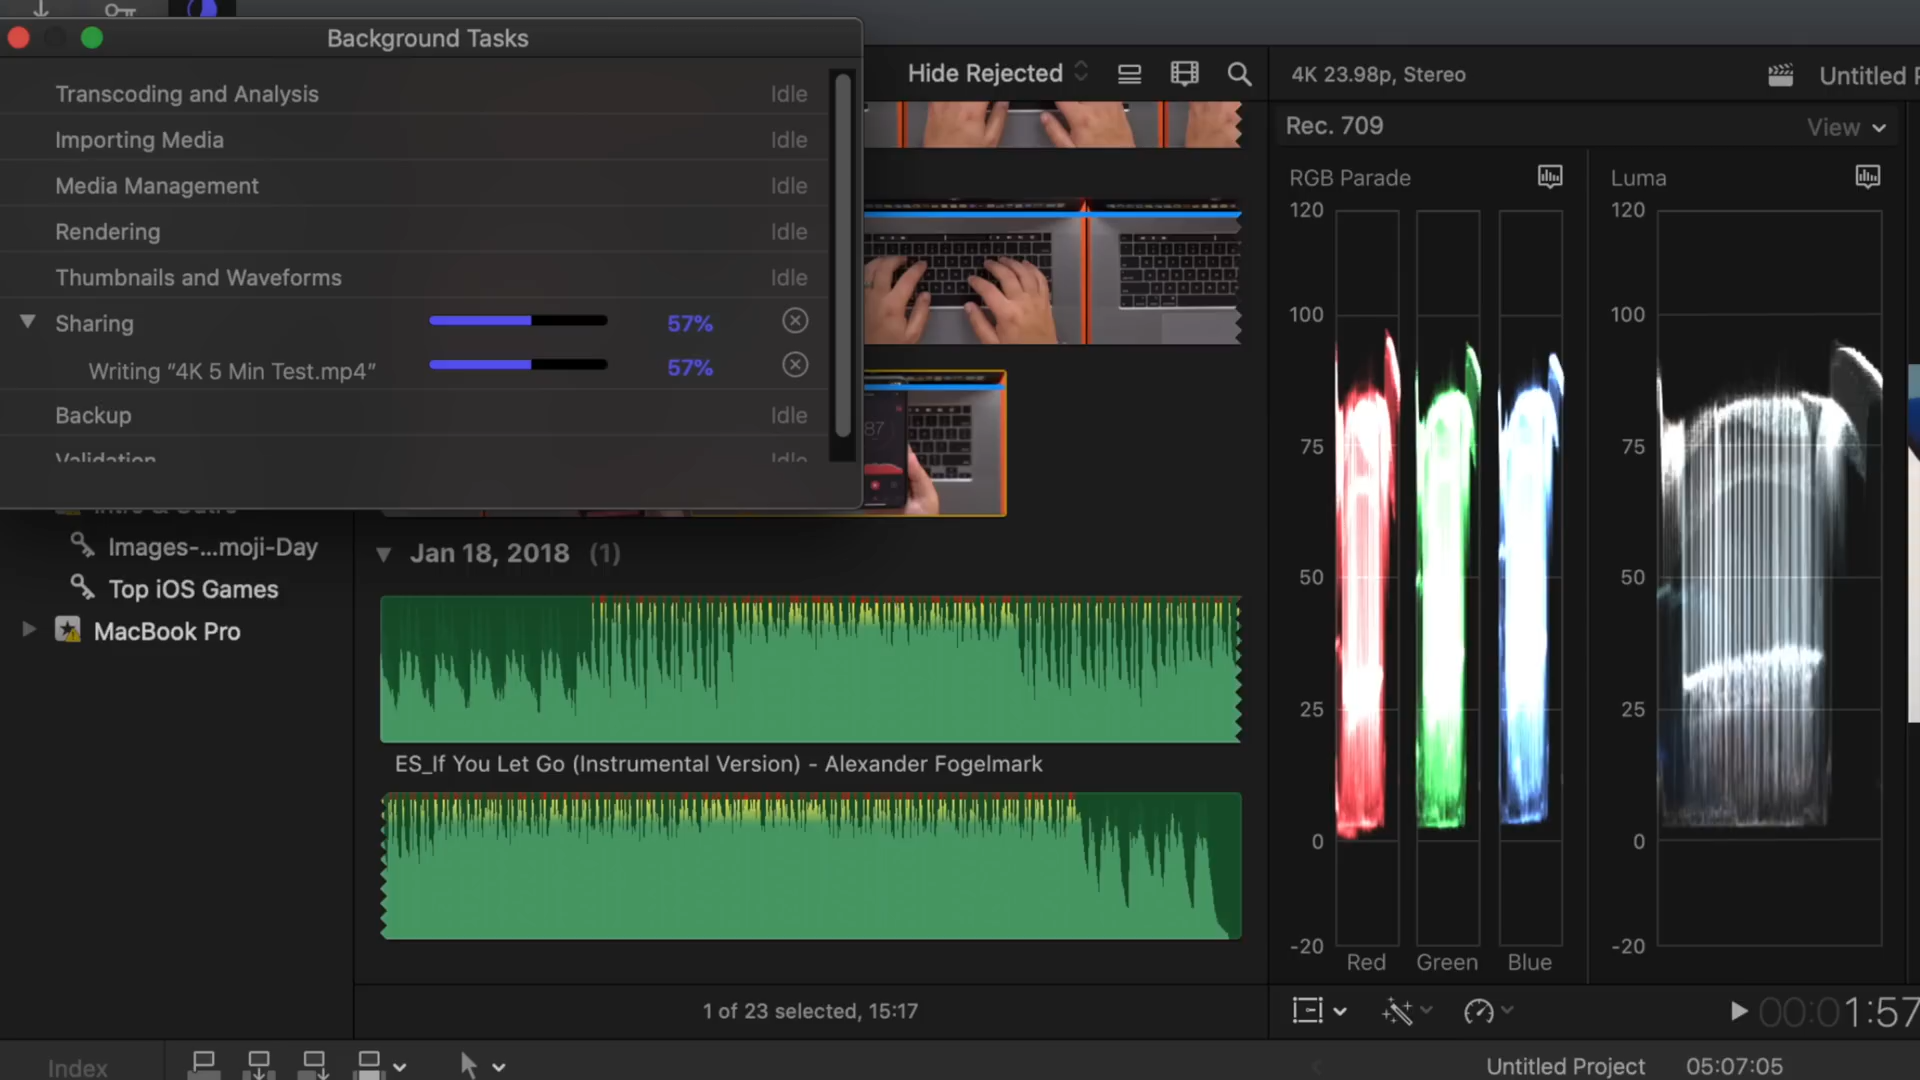 Background Tasks
Transcoding and Analysis Idle
Importing Media Idle
Media Management Idle
Rendering Idle
Thumbnails and Waveforms Idle
Sharing 57%
Writing “4K 5 Min Test.mp4” 57%
Backup Idle
Validation Idle
Images-...moji-Day
Top iOS Games
MacBook Pro
Hide Rejected
87
Jan 18, 2018 (1)
ES_If You Let Go (Instrumental Version) - Alexander Fogelmark
1 of 23 selected, 15:17
4K 23.98p, Stereo
Untitled
Rec. 709
View
RGB Parade
Luma
120
100
75
50
25
0
-20
Red Green Blue
120
100
75
50
25
0
-20
00:01:57
Index
Untitled Project 05:07:05